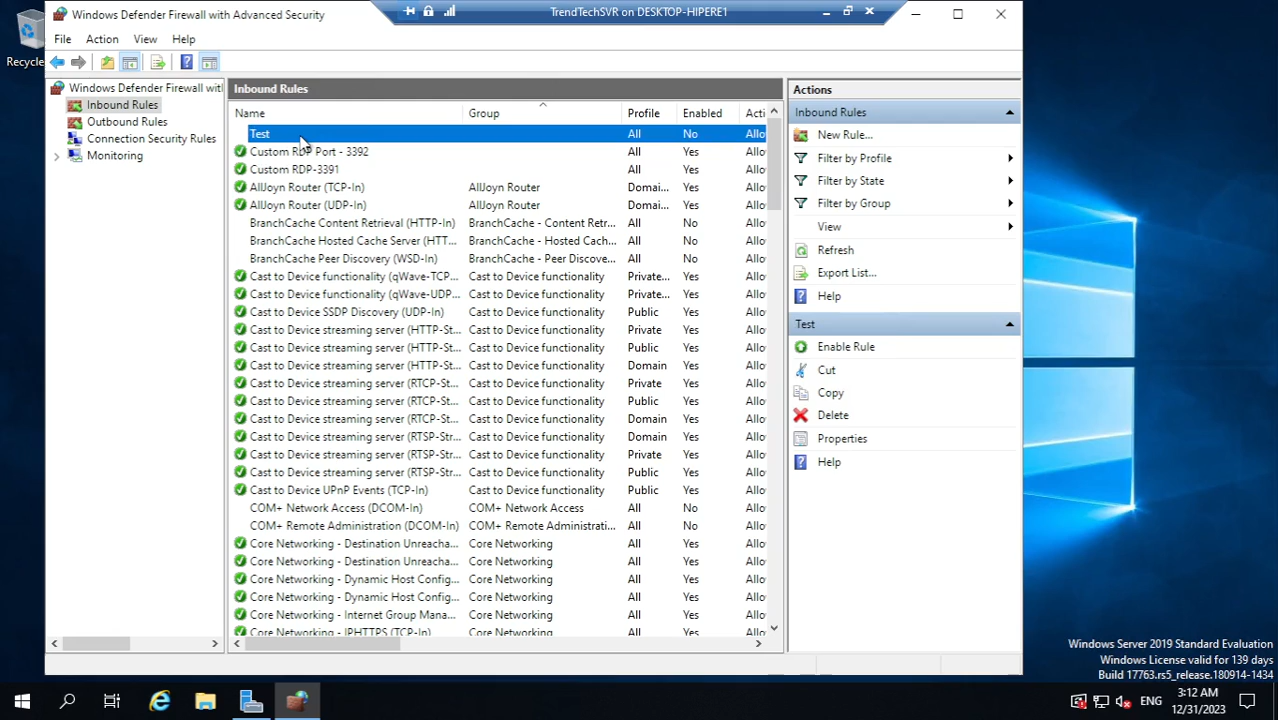 Recycle
Windows Defender Firewall with Advanced Security
TrendTechSVR on DESKTOP-HIPERE1
File Action View Help
Windows Defender Firewall wit
Inbound Rules
Outbound Rules
Connection Security Rules
Monitoring
Inbound Rules
Name Group Profile Enabled Acti
Test All No Allo
Custom RDP Port - 3392 All Yes Allo
Custom RDP-3391 All Yes Allo
AllJoyn Router (TCP-In) AllJoyn Router Domai... Yes Allo
AllJoyn Router (UDP-In) AllJoyn Router Domai... Yes Allo
BranchCache Content Retrieval (HTTP-In) BranchCache - Content Retr... All No Allo
BranchCache Hosted Cache Server (HTT... BranchCache - Hosted Cach... All No Allo
BranchCache Peer Discovery (WSD-In) BranchCache - Peer Discove... All No Allo
Cast to Device functionality (qWave-TCP... Cast to Device functionality Private... Yes Allo
Cast to Device functionality (qWave-UDP... Cast to Device functionality Private... Yes Allo
Cast to Device SSDP Discovery (UDP-In) Cast to Device functionality Public Yes Allo
Cast to Device streaming server (HTTP-St... Cast to Device functionality Private Yes Allo
Cast to Device streaming server (HTTP-St... Cast to Device functionality Public Yes Allo
Cast to Device streaming server (HTTP-St... Cast to Device functionality Domain Yes Allo
Cast to Device streaming server (RTCP-St... Cast to Device functionality Private Yes Allo
Cast to Device streaming server (RTCP-St... Cast to Device functionality Public Yes Allo
Cast to Device streaming server (RTCP-St... Cast to Device functionality Domain Yes Allo
Cast to Device streaming server (RTSP-Str... Cast to Device functionality Domain Yes Allo
Cast to Device streaming server (RTSP-Str... Cast to Device functionality Private Yes Allo
Cast to Device streaming server (RTSP-Str... Cast to Device functionality Public Yes Allo
Cast to Device UPnP Events (TCP-In) Cast to Device functionality Public Yes Allo
COM+ Network Access (DCOM-In) COM+ Network Access All No Allo
COM+ Remote Administration (DCOM-In) COM+ Remote Administrati... All No Allo
Core Networking - Destination Unreacha... Core Networking All Yes Allo
Core Networking - Destination Unreacha... Core Networking All Yes Allo
Core Networking - Dynamic Host Config... Core Networking All Yes Allo
Core Networking - Dynamic Host Config... Core Networking All Yes Allo
Core Networking - Internet Group Mana... Core Networking All Yes Allo
Core Networking - IPHTTPS (TCP-In) Core Networking All Yes Allo
Actions
Inbound Rules
New Rule...
Filter by Profile
Filter by State
Filter by Group
View
Refresh
Export List...
Help
Test
Enable Rule
Cut
Copy
Delete
Properties
Help
Windows Server 2019 Standard Evaluation
Windows License valid for 139 days
Build 17763.rs5_release.180914-1434
ENG
3:12 AM
12/31/2023